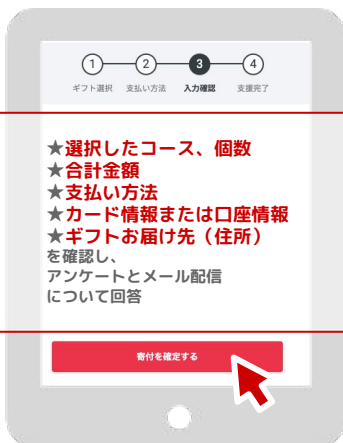 1 2 3 4
ギフト選択 支払い方法 入力確認 支援完了
★選択したコース、個数
★合計金額
★支払い方法
★カード情報または口座情報
★ギフトお届け先（住所）
を確認し、
アンケートとメール配信
について回答
寄付を確定する